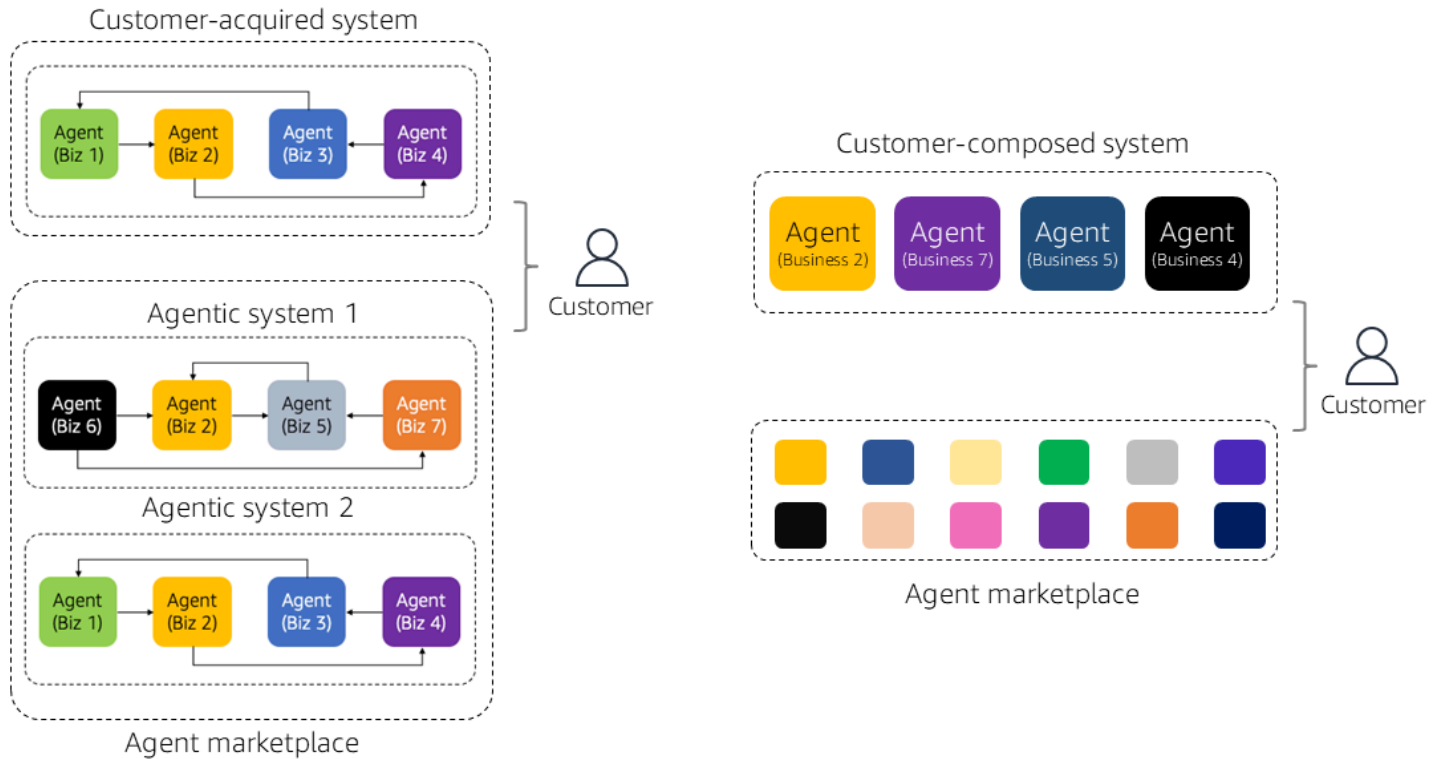 Customer-acquired system
Agent
(Biz 1)
Agent
(Biz 2)
Agent
(Biz 3)
Agent
(Biz 4)
Customer
Agentic system 1
Agent
(Biz 6)
Agent
(Biz 2)
Agent
(Biz 5)
Agent
(Biz 7)
Agentic system 2
Agent
(Biz 1)
Agent
(Biz 2)
Agent
(Biz 3)
Agent
(Biz 4)
Agent marketplace
Customer-composed system
Agent
(Business 2)
Agent
(Business 7)
Agent
(Business 5)
Agent
(Business 4)
Customer
Agent marketplace